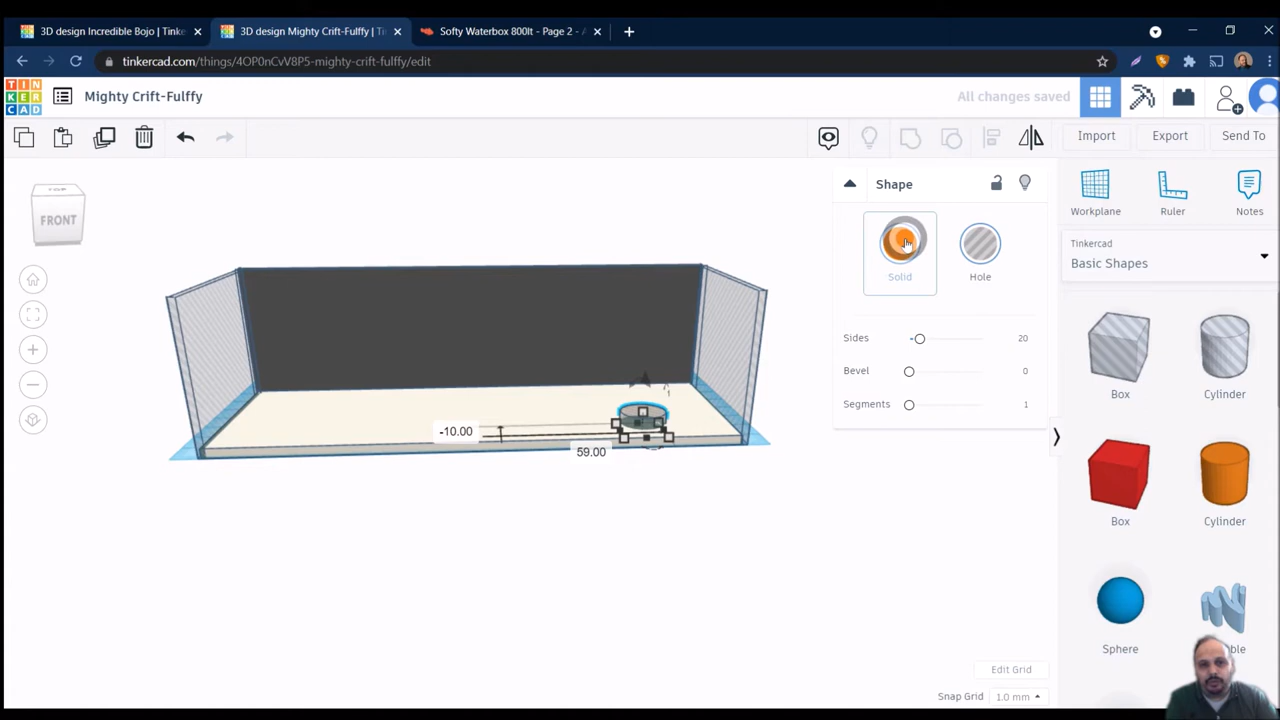 3D design Incredible Bojo | Tinke
3D design Mighty Crift-Fulffy | Ti
Softy Waterbox 800lt - Page 2 - A
tinkercad.com/things/4OP0nCvV8P5-mighty-crift-fulffy/edit
TIN
KER
CAD
Mighty Crift-Fulffy
All changes saved
Import
Export
Send To
TOP
FRONT
Shape
Solid
Hole
Sides
20
Bevel
0
Segments
1
Workplane
Ruler
Notes
Tinkercad
Basic Shapes
Box
Cylinder
Box
Cylinder
Sphere
-10.00
59.00
Edit Grid
Snap Grid
1.0 mm